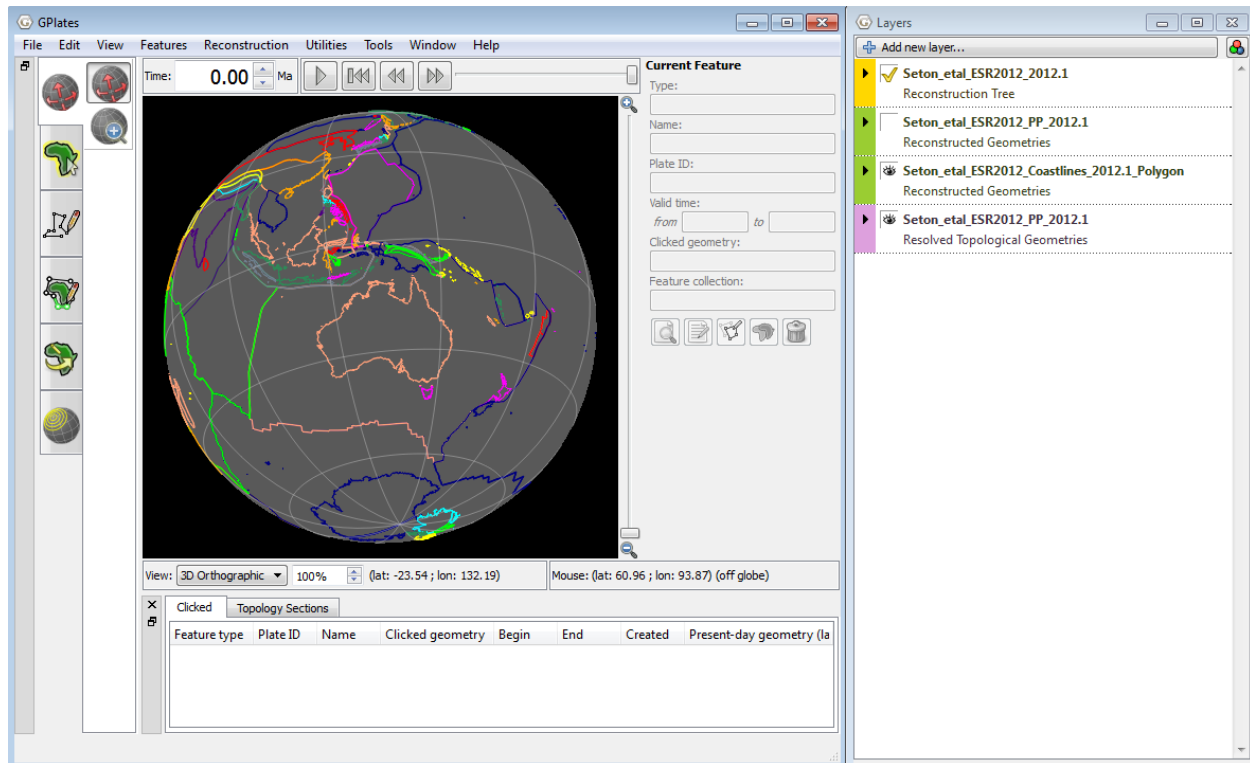 GPlates
File Edit View Features Reconstruction Utilities Tools Window Help
Time: 0.00 Ma
Current Feature
Type:
Name:
Plate ID:
Valid time:
from to
Clicked geometry:
Feature collection:
View: 3D Orthographic 100% (lat: -23.54 ; lon: 132.19) Mouse: (lat: 60.96 ; lon: 93.87) (off globe)
Clicked Topology Sections
Feature type Plate ID Name Clicked geometry Begin End Created Present-day geometry (la
Layers
Add new layer...
Seton_etal_ESR2012_2012.1
Reconstruction Tree
Seton_etal_ESR2012_PP_2012.1
Reconstructed Geometries
Seton_etal_ESR2012_Coastlines_2012.1_Polygon
Reconstructed Geometries
Seton_etal_ESR2012_PP_2012.1
Resolved Topological Geometries